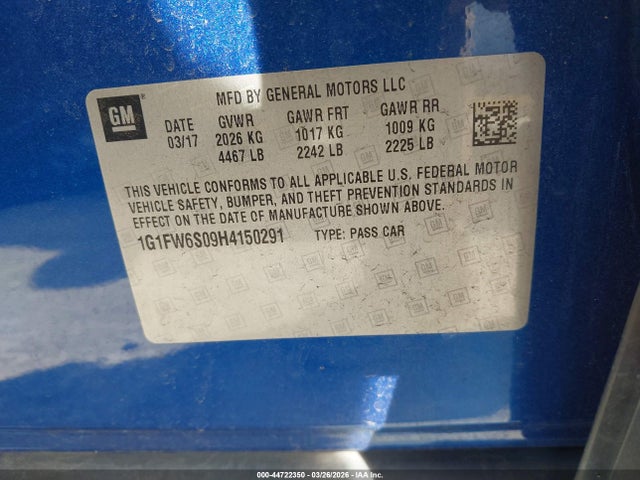 GM®
MFD BY GENERAL MOTORS LLC
DATE GVWR GAWR FRT GAWR RR
03/17 2026 KG 1017 KG 1009 KG
4467 LB 2242 LB 2225 LB
THIS VEHICLE CONFORMS TO ALL APPLICABLE U.S. FEDERAL MOTOR
VEHICLE SAFETY, BUMPER, AND THEFT PREVENTION STANDARDS IN
EFFECT ON THE DATE OF MANUFACTURE SHOWN ABOVE.
1G1FW6S09H4150291 TYPE: PASS CAR
000-44722350 | 03/26/2026 | IAAI.COM